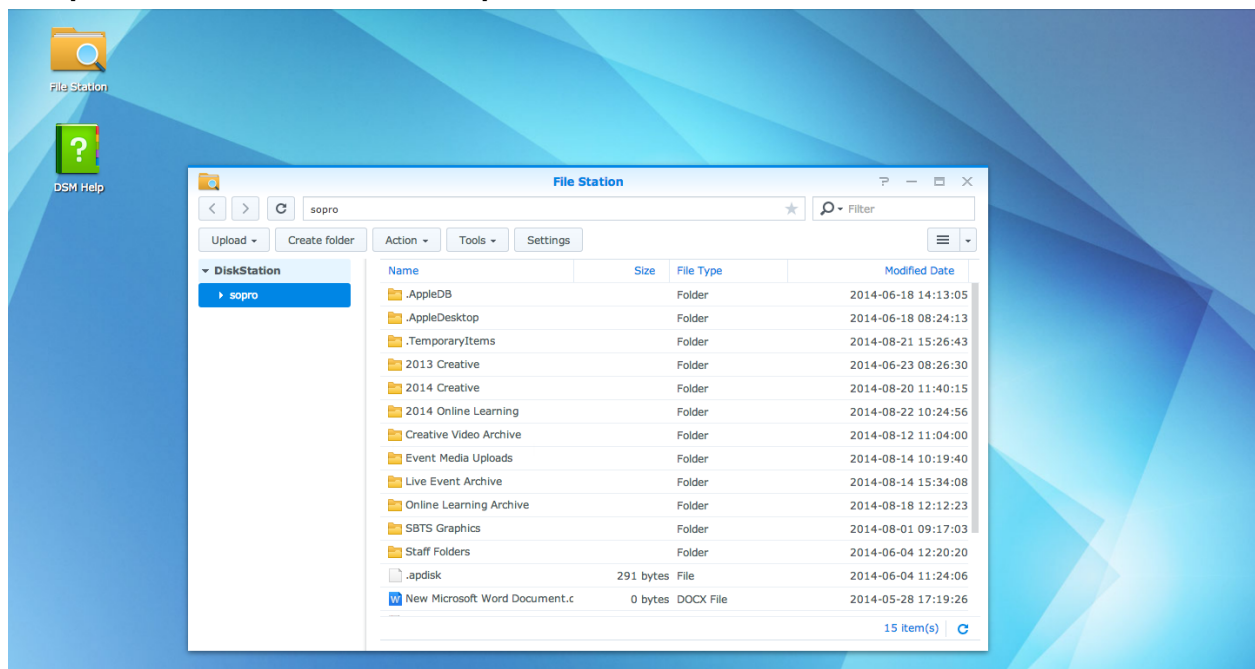 File Station
DSM Help
File Station
sopro
Filter
Upload Create folder Action Tools Settings
DiskStation
sopro
Name Size File Type Modified Date
.AppleDB Folder 2014-06-18 14:13:05
.AppleDesktop Folder 2014-06-18 08:24:13
.TemporaryItems Folder 2014-08-21 15:26:43
2013 Creative Folder 2014-06-23 08:26:30
2014 Creative Folder 2014-08-20 11:40:15
2014 Online Learning Folder 2014-08-22 10:24:56
Creative Video Archive Folder 2014-08-12 11:04:00
Event Media Uploads Folder 2014-08-14 10:19:40
Live Event Archive Folder 2014-08-14 15:34:08
Online Learning Archive Folder 2014-08-18 12:12:23
SBTS Graphics Folder 2014-08-01 09:17:03
Staff Folders Folder 2014-06-04 12:20:20
.apdisk 291 bytes File 2014-06-04 11:24:06
New Microsoft Word Document.c 0 bytes DOCX File 2014-05-28 17:19:26
15 item(s)